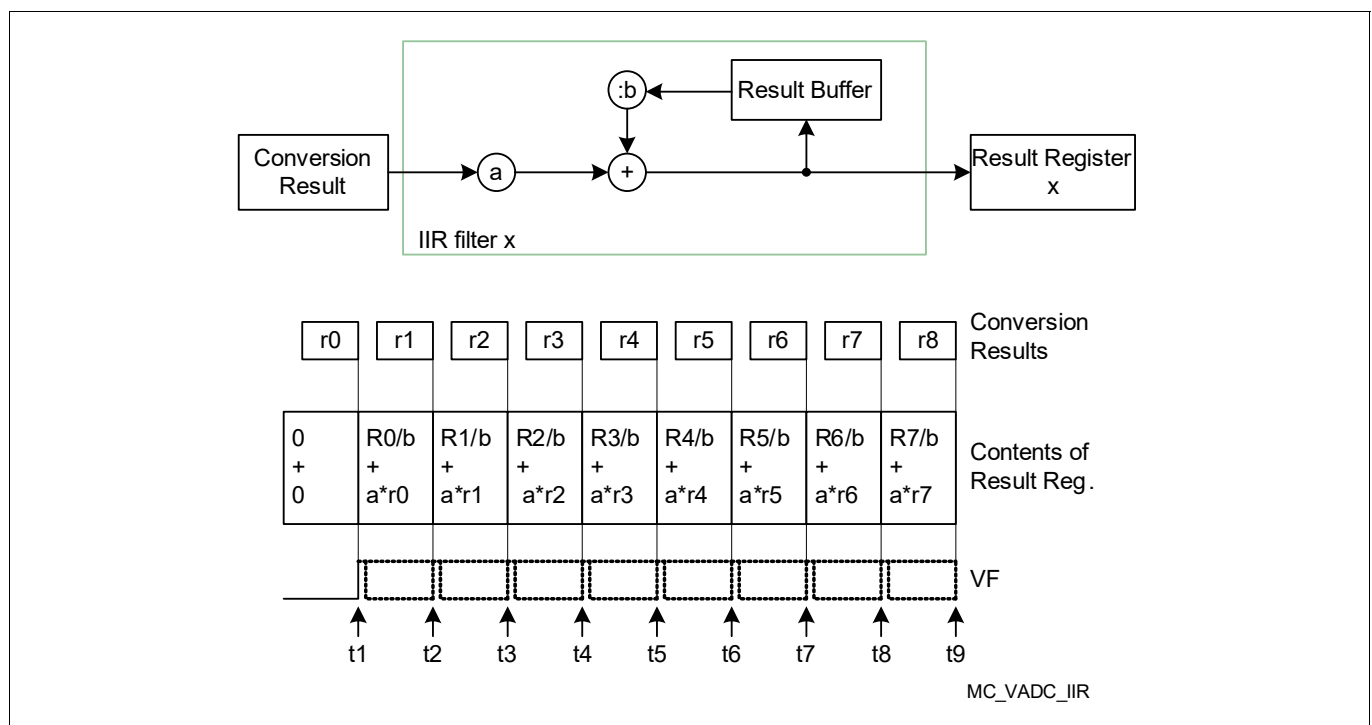 :b
Result Buffer
Conversion
Result
a
+
Result Register
x
IIR filter x
r0 r1 r2 r3 r4 r5 r6 r7 r8
Conversion
Results
0 R0/b R1/b R2/b R3/b R4/b R5/b R6/b R7/b
+ + + + + + + + +
0 a*r0 a*r1 a*r2 a*r3 a*r4 a*r5 a*r6 a*r7
Contents of
Result Reg.
VF
t1 t2 t3 t4 t5 t6 t7 t8 t9
MC_VADC_IIR